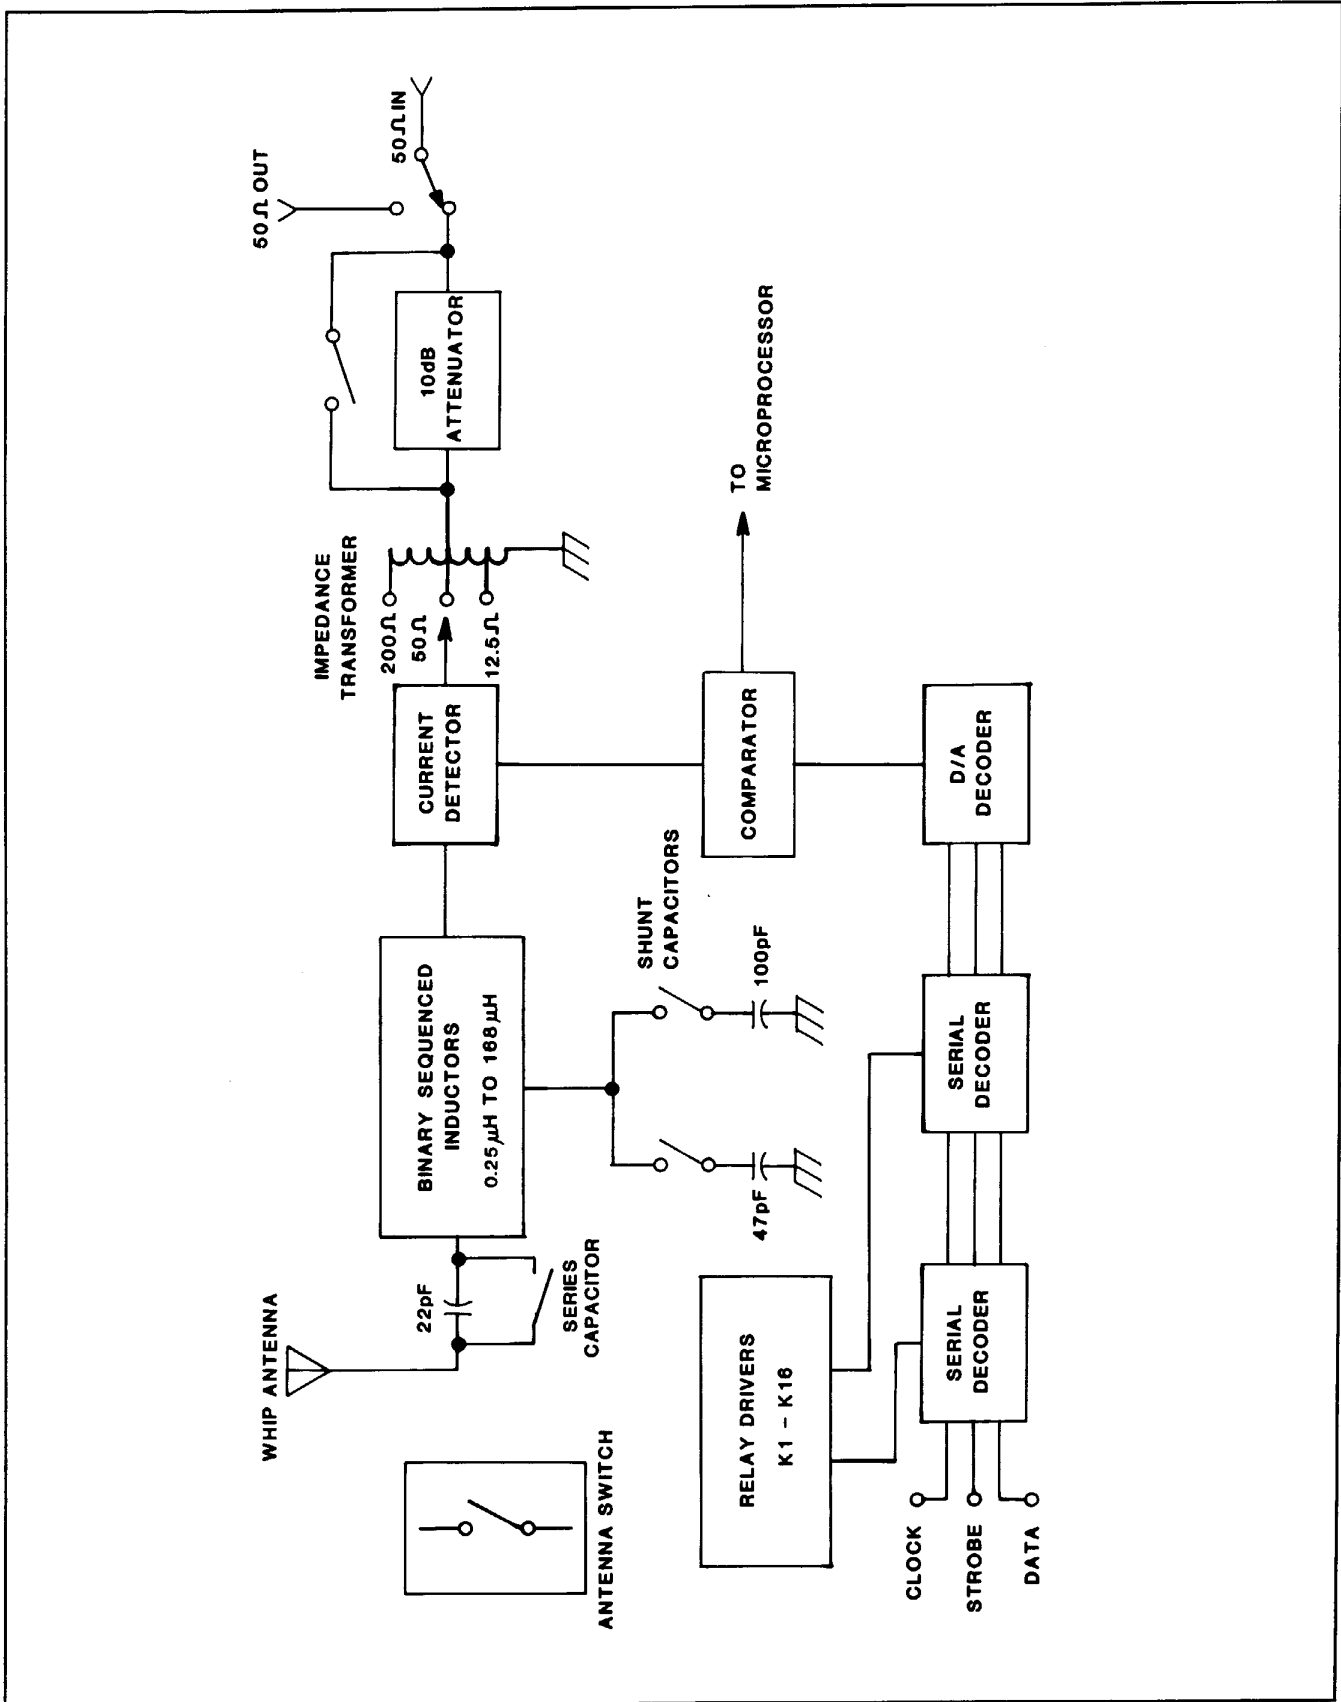 WHIP ANTENNA
22pF
SERIES
CAPACITOR
ANTENNA SWITCH
BINARY SEQUENCED
INDUCTORS
0.25μH TO 168μH
SHUNT
CAPACITORS
47pF
100pF
CURRENT
DETECTOR
IMPEDANCE
TRANSFORMER
200Ω
50Ω
12.5Ω
10dB
ATTENUATOR
50Ω OUT
50Ω IN
COMPARATOR
TO
MICROPROCESSOR
RELAY DRIVERS
K1 - K16
CLOCK
STROBE
DATA
SERIAL
DECODER
SERIAL
DECODER
D/A
DECODER